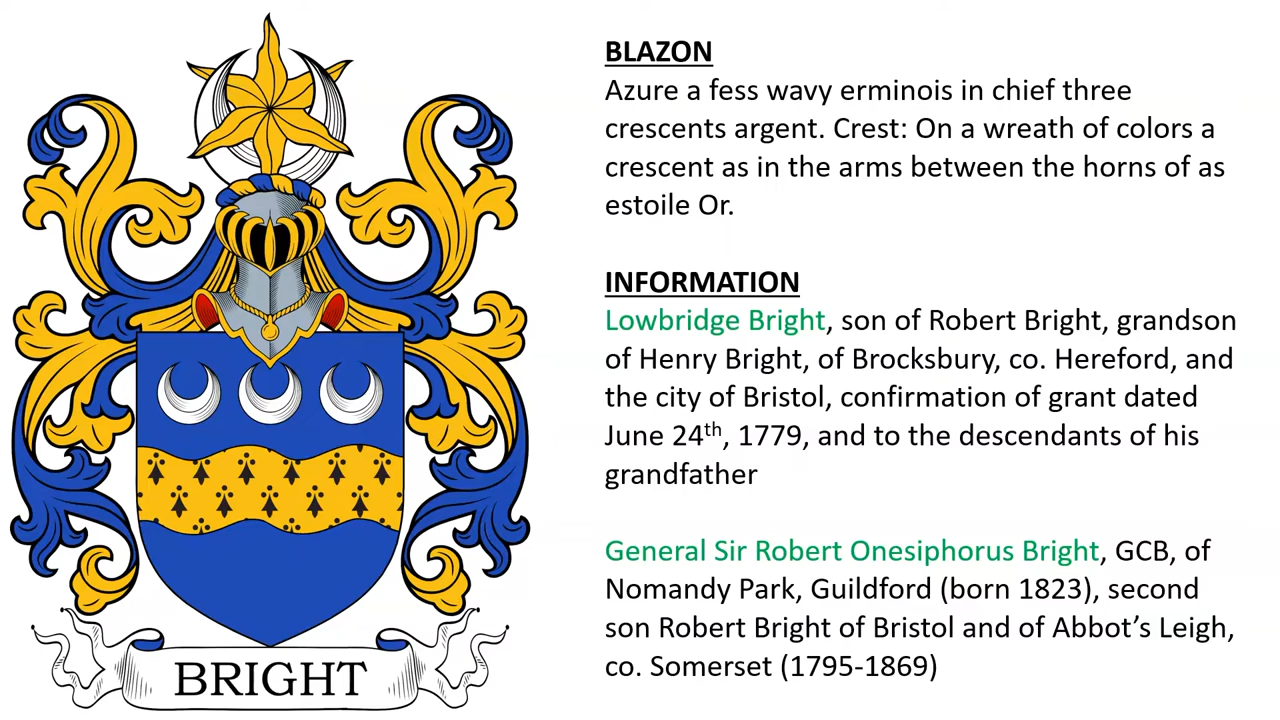 BLAZON
Azure a fess wavy erminois in chief three
crescents argent. Crest: On a wreath of colors a
crescent as in the arms between the horns of as
estoile Or.
INFORMATION
Lowbridge Bright, son of Robert Bright, grandson
of Henry Bright, of Brocksbury, co. Hereford, and
the city of Bristol, confirmation of grant dated
June 24th, 1779, and to the descendants of his
grandfather
General Sir Robert Onesiphorus Bright, GCB, of
Nomandy Park, Guildford (born 1823), second
son Robert Bright of Bristol and of Abbot’s Leigh,
co. Somerset (1795-1869)
BRIGHT